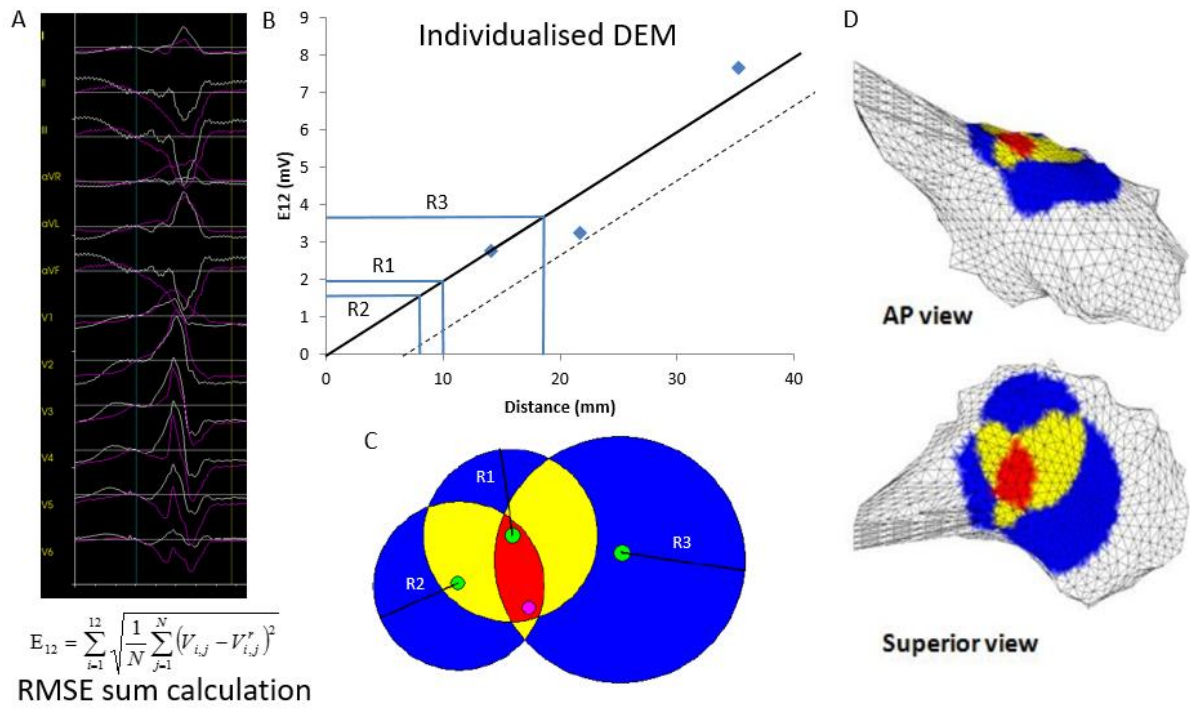 A
I
II
III
aVR
aVL
aVF
V1
V2
V3
V4
V5
V6
E₁₂ = ∑_{i=1}^{12} √(1/N ∑_{j=1}^{N} (V_{i,j} − V^r_{i,j})²)
RMSE sum calculation
B
Individualised DEM
E12 (mV)
9
8
7
6
5
4
3
2
1
0
R3
R1
R2
0 10 20 30 40
Distance (mm)
C
R1
R2
R3
D
AP view
Superior view